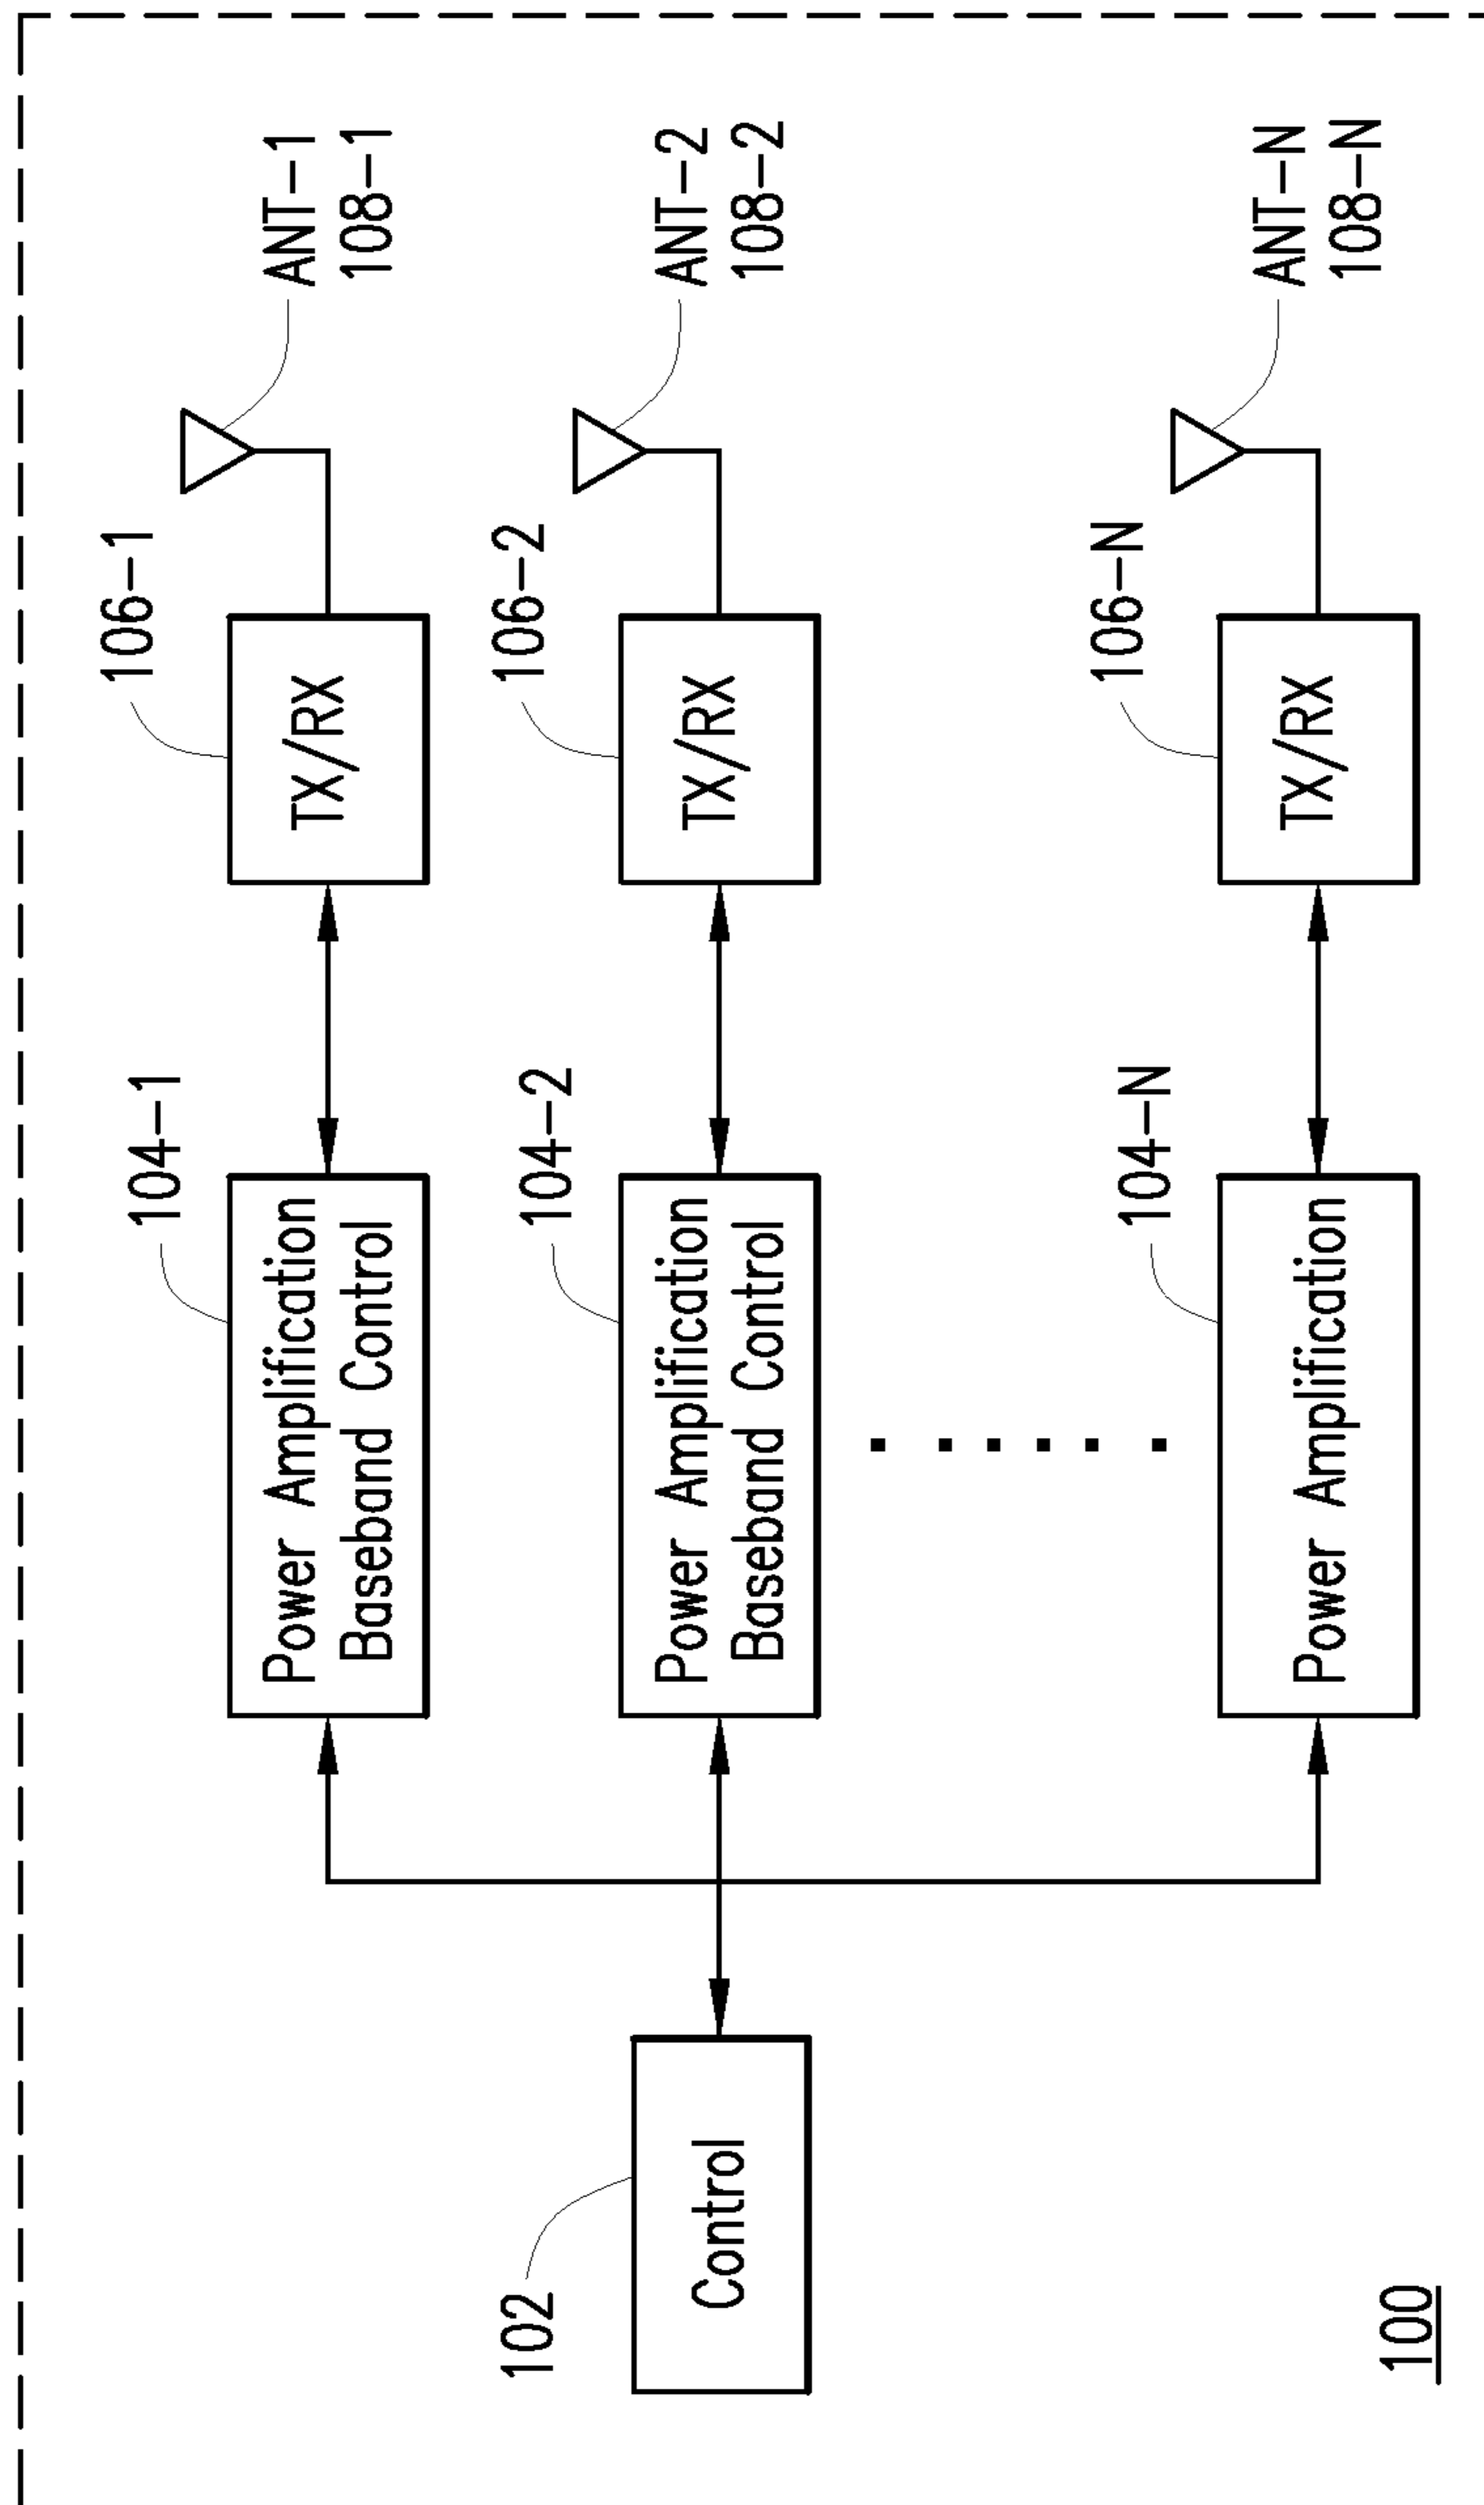 104-1
106-1
ANT-1
108-1
Power Amplification
Baseband Control
TX/RX
102
Control
104-2
106-2
ANT-2
108-2
Power Amplification
Baseband Control
TX/RX
......
104-N
106-N
ANT-N
108-N
Power Amplification
TX/RX
100